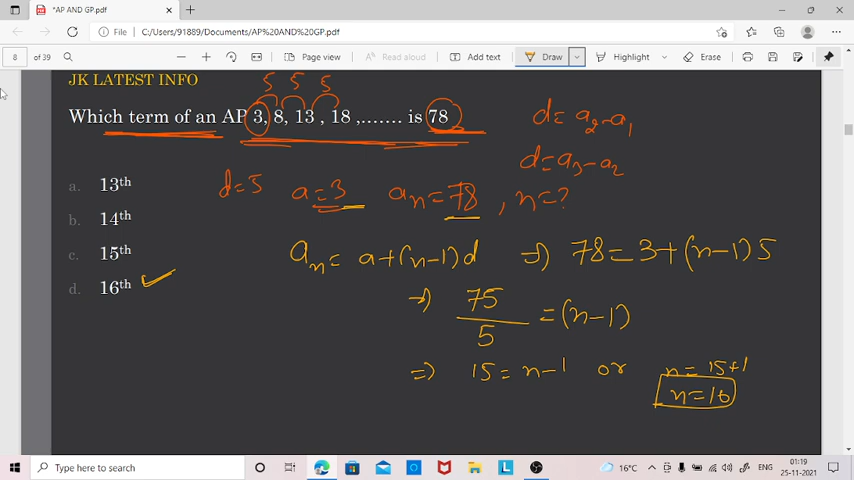 *AP AND GP.pdf
File C:/Users/91889/Documents/AP%20AND%20GP.pdf
8 of 39 Page view Read aloud Add text Draw Highlight Erase
JK LATEST INFO
5 5 5
Which term of an AP 3, 8, 13 , 18 ,....... is 78
d= a2-a1
d= a3-a2
a. 13th
d=5 a=3 an=78 , n=?
b. 14th
c. 15th
an= a+(n-1)d => 78=3+(n-1)5
d. 16th
=> 75/5 =(n-1)
=> 15=n-1 or n=15+1
n=16
Type here to search
16°C ENG 01:19
25-11-2021